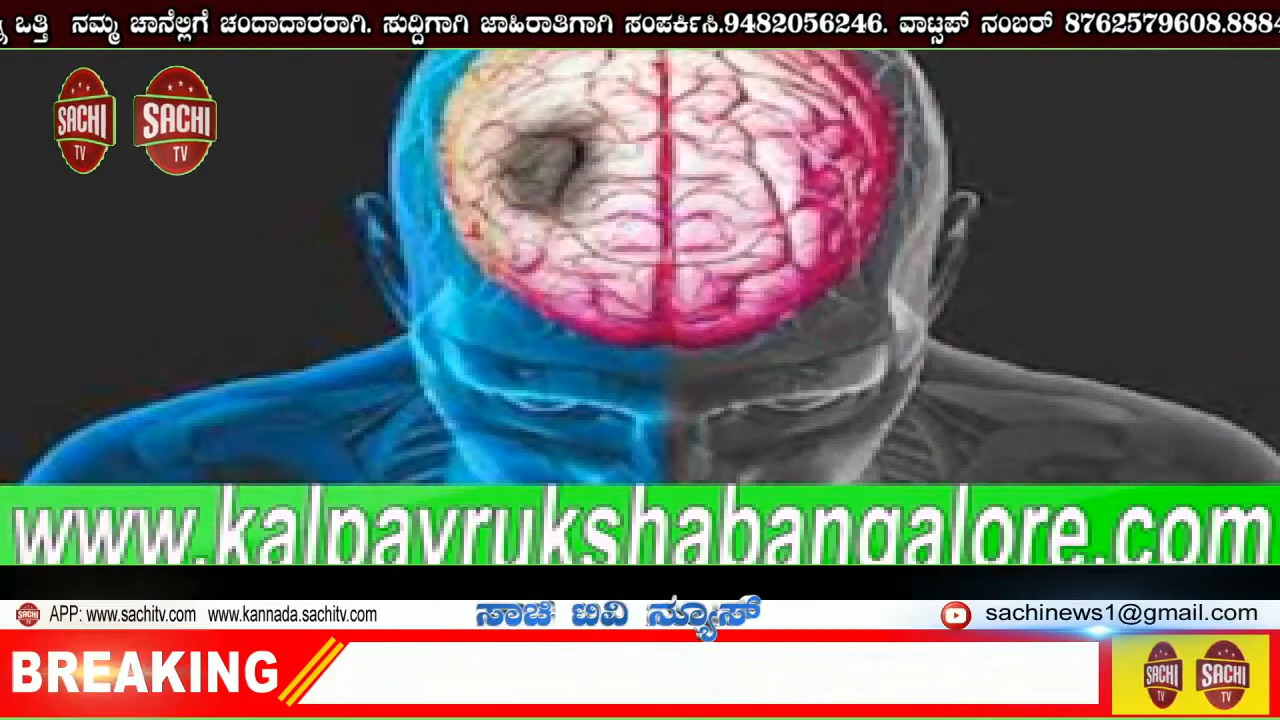 ಒತ್ತಿ ನಮ್ಮ ಚಾನೆಲ್ಲಿಗೆ ಚಂದಾದಾರರಾಗಿ. ಸುದ್ದಿಗಾಗಿ ಜಾಹಿರಾತಿಗಾಗಿ ಸಂಪರ್ಕಿಸಿ.9482056246. ವಾಟ್ಸಪ್ ನಂಬರ್ 8762579608.8884
SACHI TV
SACHI TV
www.kalpavrukshabangalore.com
SACHI APP: www.sachitv.com www.kannada.sachitv.com
ಸಾಚಿ ಟಿವಿ ನ್ಯೂಸ್
sachinews1@gmail.com
BREAKING
SACHI TV
SACHI TV